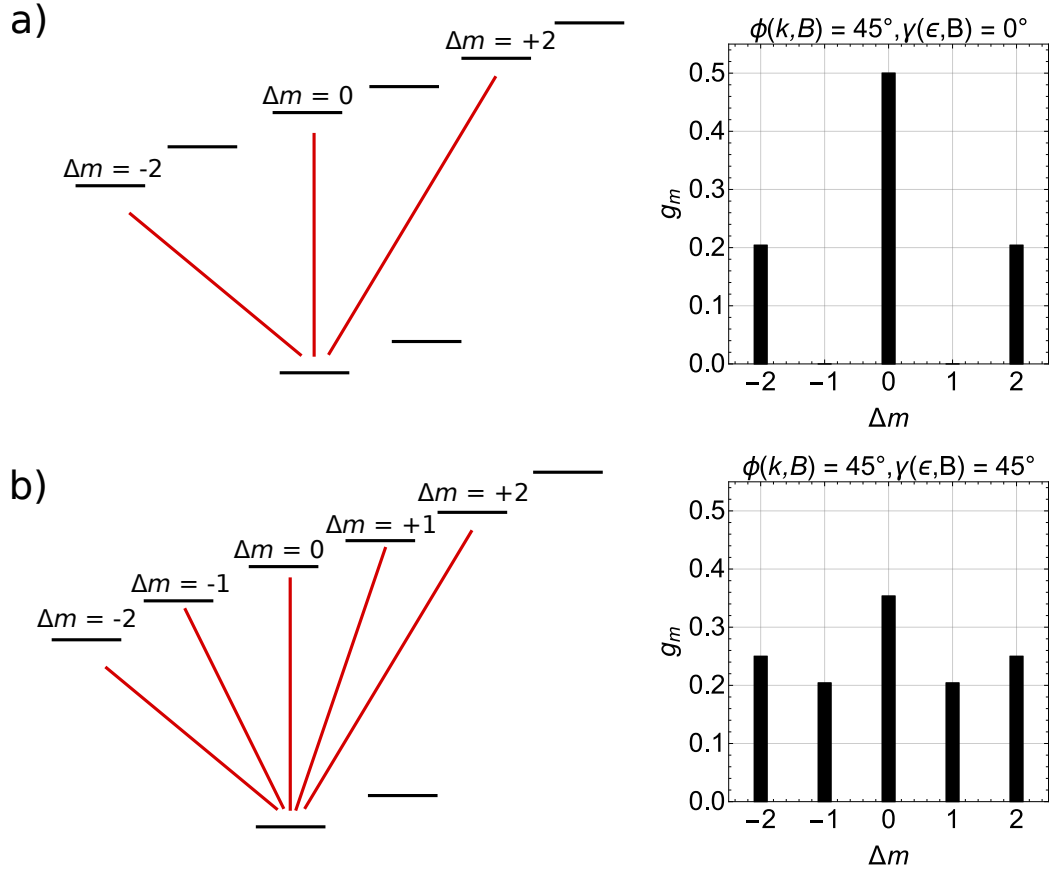 a)
Δm = -2
Δm = 0
Δm = +2
ϕ(k,B) = 45°,γ(ϵ,B) = 0°
g_m
0.5
0.4
0.3
0.2
0.1
0.0
−2 −1 0 1 2
Δm
b)
Δm = -2
Δm = -1
Δm = 0
Δm = +1
Δm = +2
ϕ(k,B) = 45°,γ(ϵ,B) = 45°
g_m
0.5
0.4
0.3
0.2
0.1
0.0
−2 −1 0 1 2
Δm